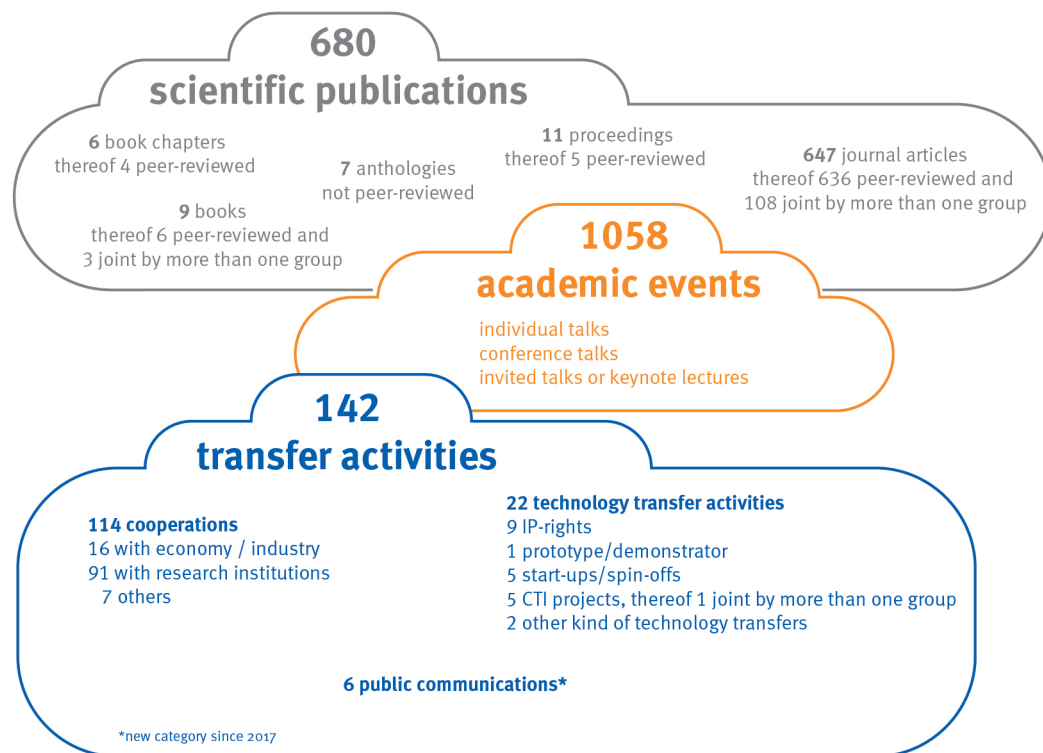 680
scientific publications
6 book chapters
thereof 4 peer-reviewed
7 anthologies
not peer-reviewed
11 proceedings
thereof 5 peer-reviewed
647 journal articles
thereof 636 peer-reviewed and
108 joint by more than one group
9 books
thereof 6 peer-reviewed and
3 joint by more than one group
1058
academic events
individual talks
conference talks
invited talks or keynote lectures
142
transfer activities
114 cooperations
16 with economy / industry
91 with research institutions
7 others
22 technology transfer activities
9 IP-rights
1 prototype/demonstrator
5 start-ups/spin-offs
5 CTI projects, thereof 1 joint by more than one group
2 other kind of technology transfers
6 public communications*
*new category since 2017